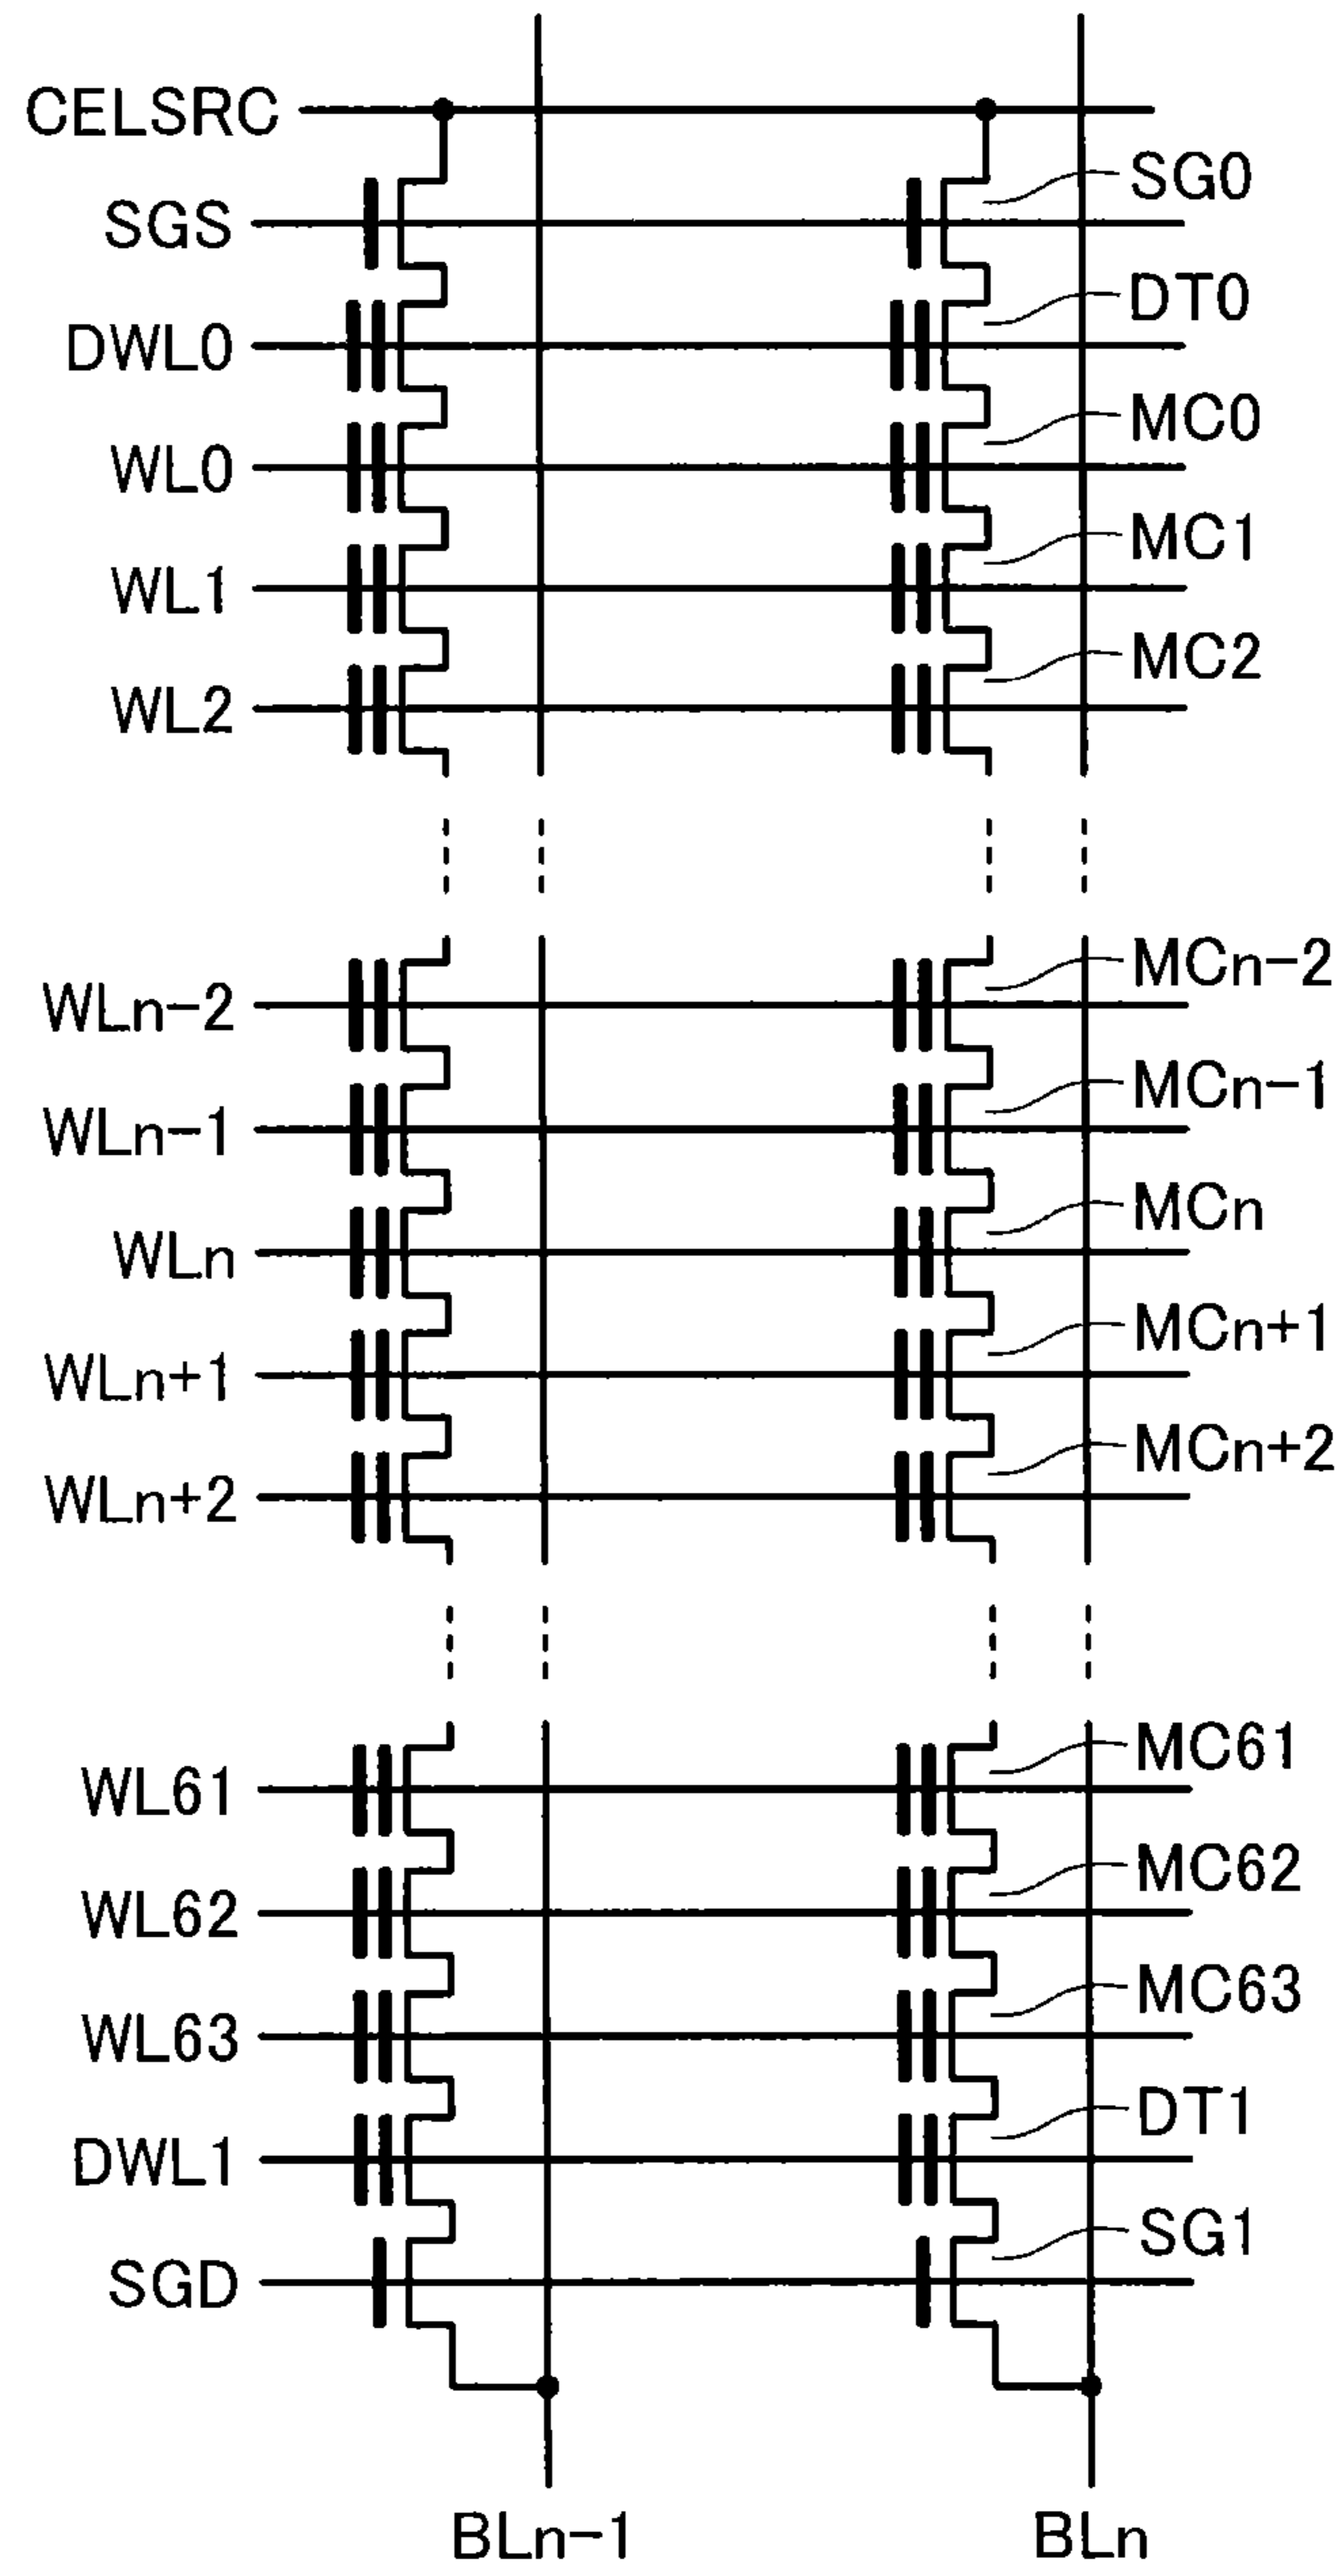 CELSRC
SG0
SGS
DT0
DWL0
MC0
WL0
MC1
WL1
MC2
WL2
MCn-2
WLn-2
MCn-1
WLn-1
MCn
WLn
MCn+1
WLn+1
MCn+2
WLn+2
MC61
WL61
MC62
WL62
MC63
WL63
DT1
DWL1
SG1
SGD
BLn-1 BLn